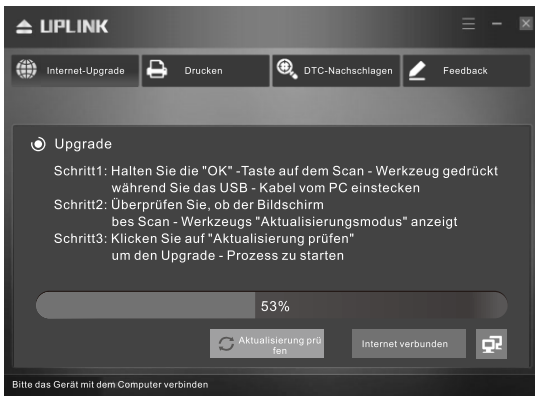 UPLINK
Internet-Upgrade Drucken DTC-Nachschlagen Feedback
Upgrade
Schritt1: Halten Sie die "OK" -Taste auf dem Scan - Werkzeug gedrückt
während Sie das USB - Kabel vom PC einstecken
Schritt2: Überprüfen Sie, ob der Bildschirm
bes Scan - Werkzeugs "Aktualisierungsmodus" anzeigt
Schritt3: Klicken Sie auf "Aktualisierung prüfen"
um den Upgrade - Prozess zu starten
53%
Aktualisierung prü
fen
Internet verbunden
Bitte das Gerät mit dem Computer verbinden